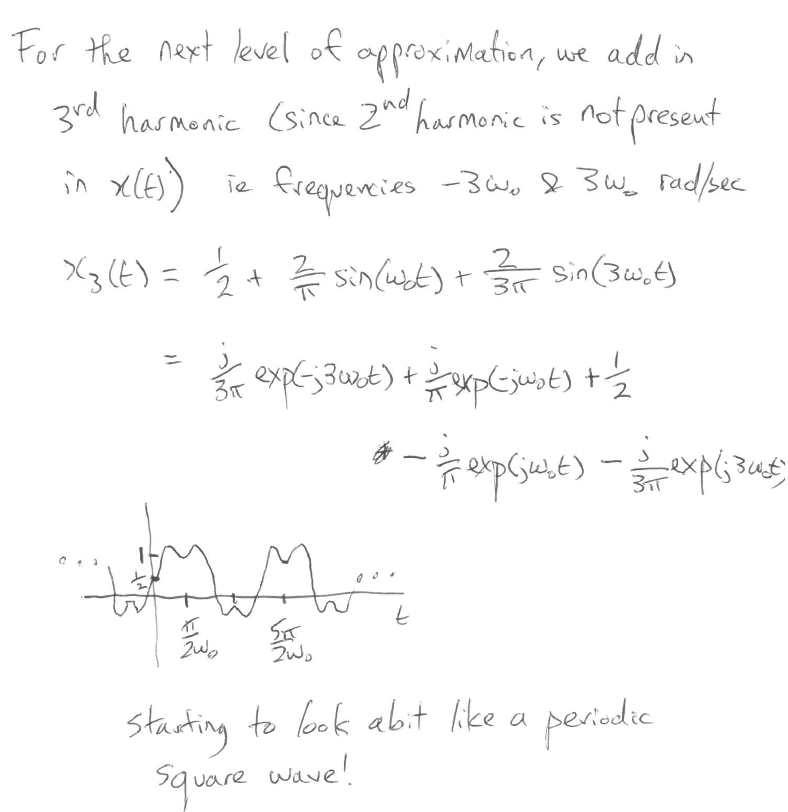 For the next level of approximation, we add in
3rd harmonic (since 2nd harmonic is not present
in x(t)) ie frequencies -3ω₀ & 3ω₀ rad/sec
x₃(t) = 1/2 + 2/π sin(ω₀t) + 2/3π sin(3ω₀t)
= j/3π exp(-j3ω₀t) + j/π exp(-jω₀t) + 1/2
- j/π exp(jω₀t) - j/3π exp(j3ω₀t)
... 1 ...
1/2
t
π/2ω₀ 5π/2ω₀
starting to look abit like a periodic
square wave!